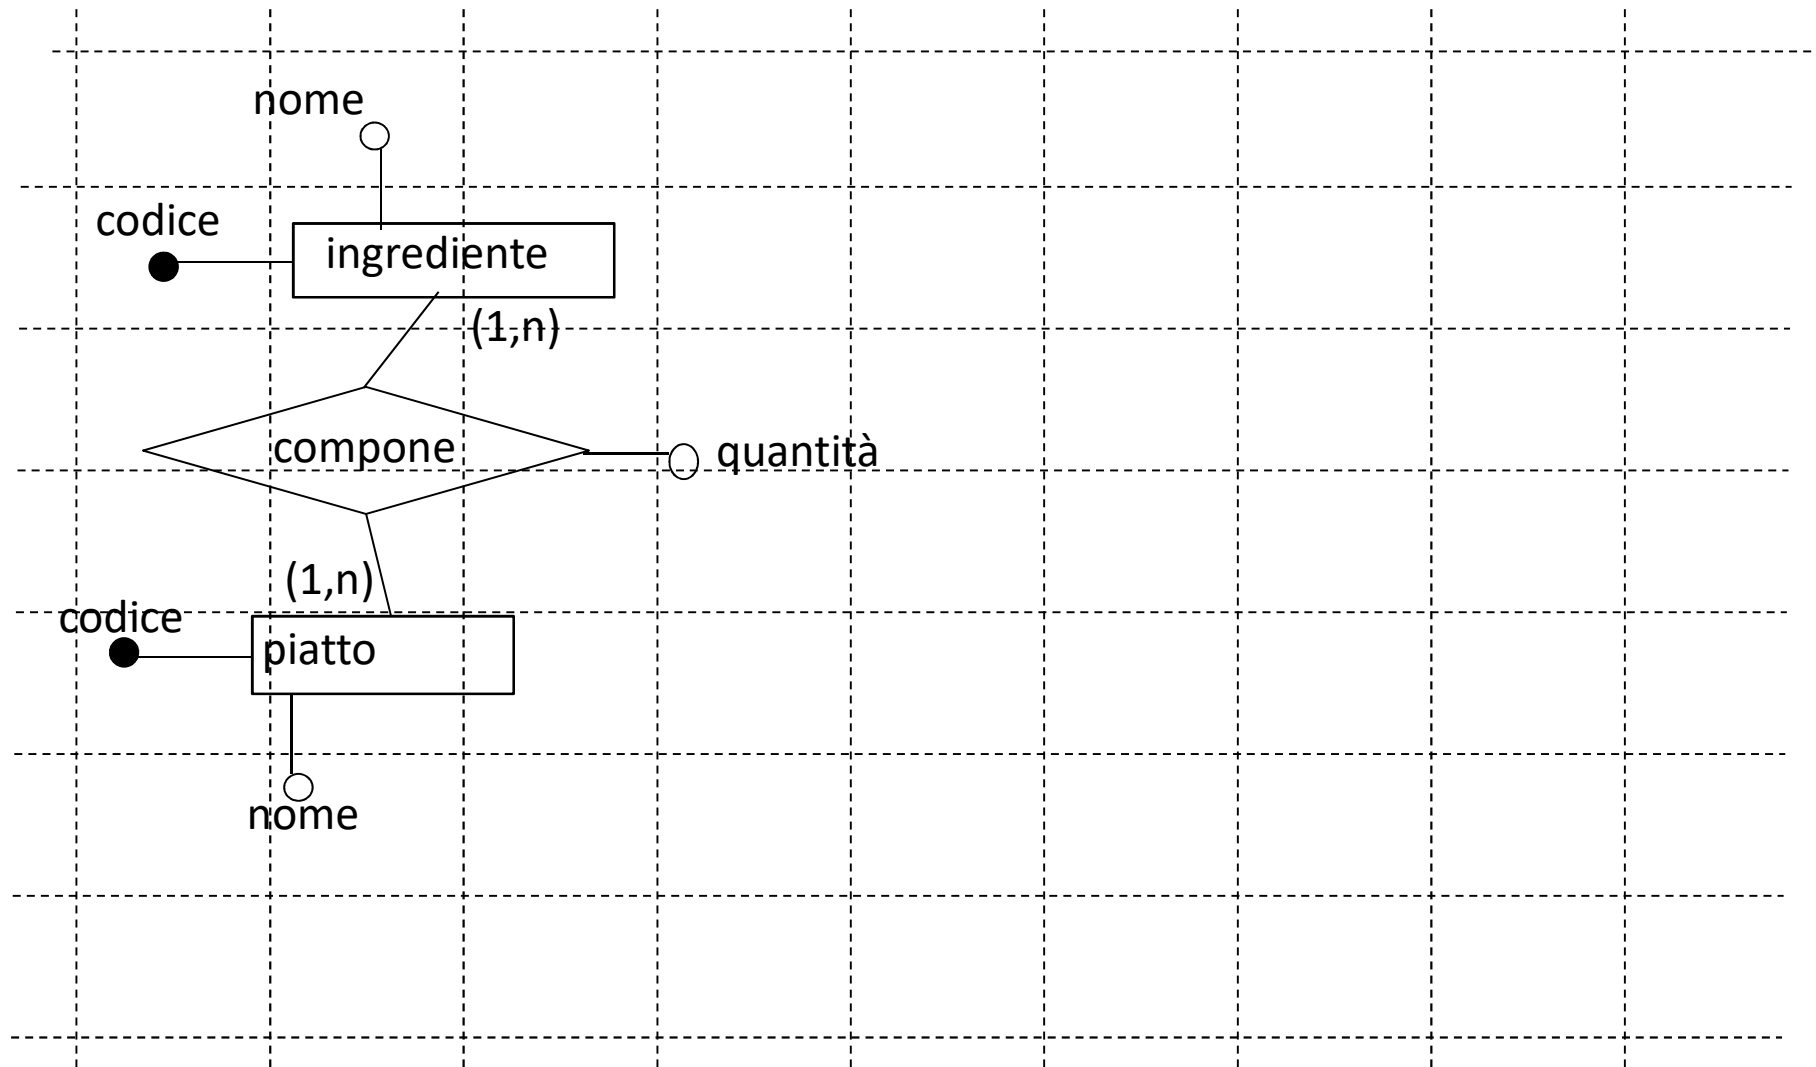 nome
codice
ingrediente
(1,n)
compone
quantità
(1,n)
codice
piatto
nome